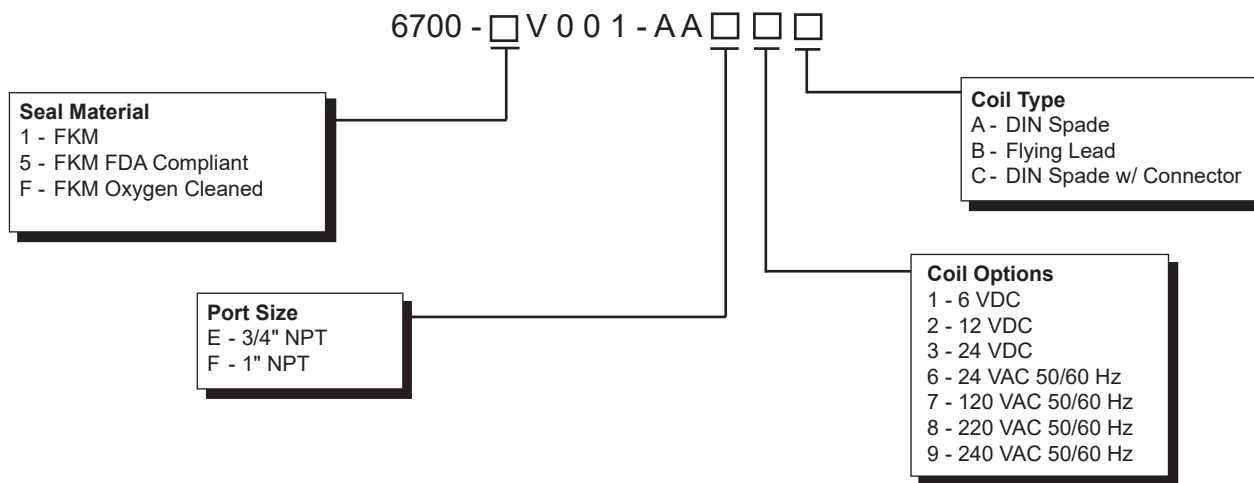 6700 - □ V 0 0 1 - A A □ □ □
Seal Material
1 - FKM
5 - FKM FDA Compliant
F - FKM Oxygen Cleaned
Coil Type
A - DIN Spade
B - Flying Lead
C - DIN Spade w/ Connector
Port Size
E - 3/4" NPT
F - 1" NPT
Coil Options
1 - 6 VDC
2 - 12 VDC
3 - 24 VDC
6 - 24 VAC 50/60 Hz
7 - 120 VAC 50/60 Hz
8 - 220 VAC 50/60 Hz
9 - 240 VAC 50/60 Hz